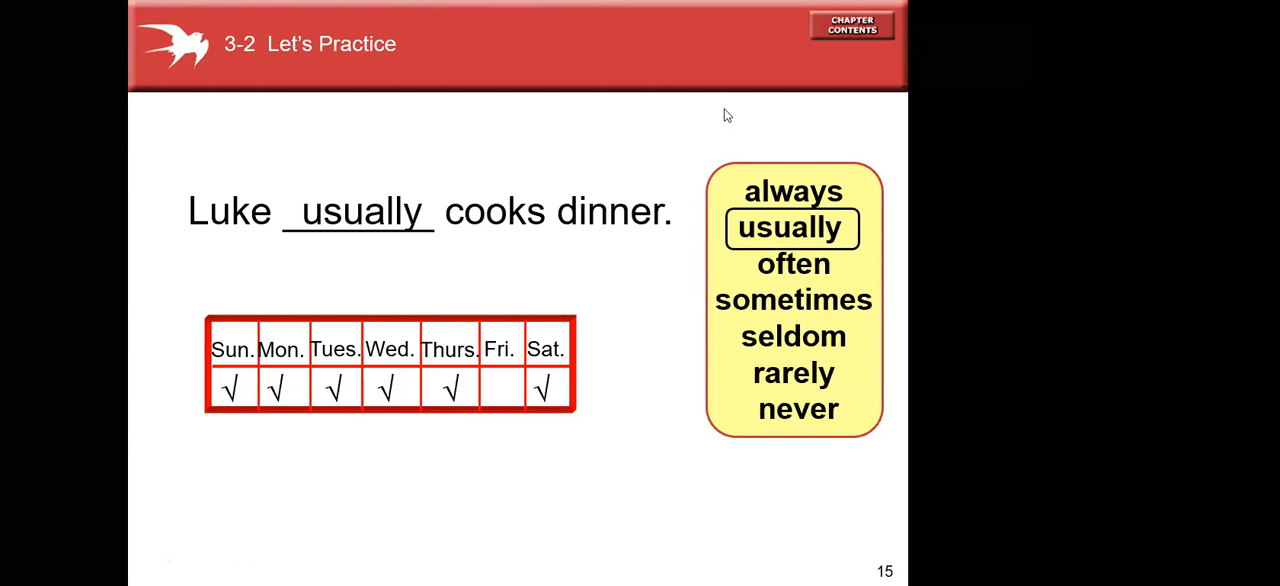 CHAPTER
CONTENTS
3-2 Let's Practice
Luke usually cooks dinner.
always
usually
often
sometimes
seldom
rarely
never
Sun. Mon. Tues. Wed. Thurs. Fri. Sat.
√ √ √ √ √ √
15